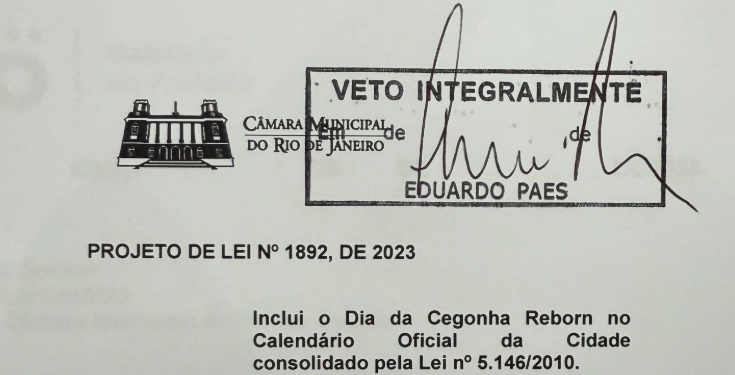 VETO INTEGRALMENTE
CÂMARA MUNICIPAL
DO RIO DE JANEIRO
Em de , de
EDUARDO PAES
PROJETO DE LEI Nº 1892, DE 2023
Inclui o Dia da Cegonha Reborn no
Calendário Oficial da Cidade
consolidado pela Lei nº 5.146/2010.